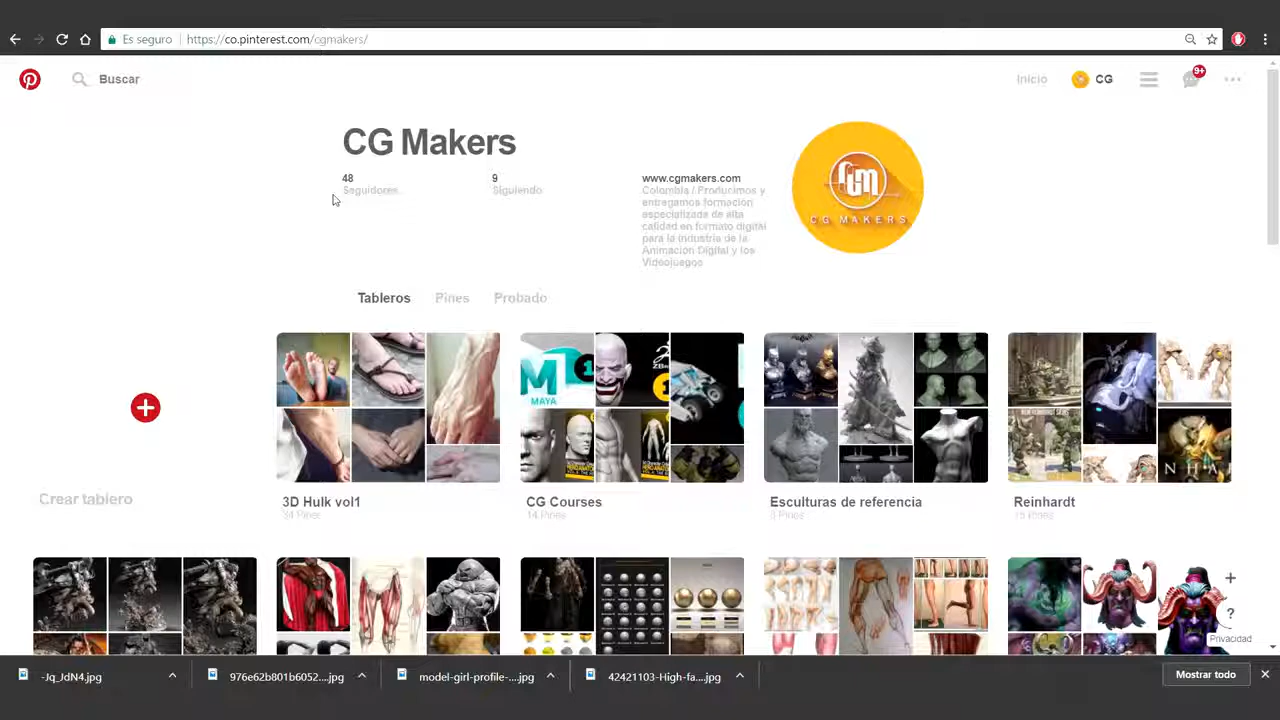 Es seguro
https://co.pinterest.com/cgmakers/
Buscar
Inicio
CG
9+
CG Makers
48
Seguidores
9
Siguiendo
www.cgmakers.com
Colombia / Producimos y
entregamos formación
especializada de alta
calidad en formato digital
para la Industria de la
Animación Digital y los
Videojuegos
CG MAKERS
Tableros
Pines
Probado
MAYA
Crear tablero
3D Hulk vol1
34 Pines
CG Courses
14 Pines
Esculturas de referencia
Reinhardt
15 Pines
?
Privacidad
-Jq_JdN4.jpg
976e62b801b6052....jpg
model-girl-profile-....jpg
42421103-High-fa....jpg
Mostrar todo